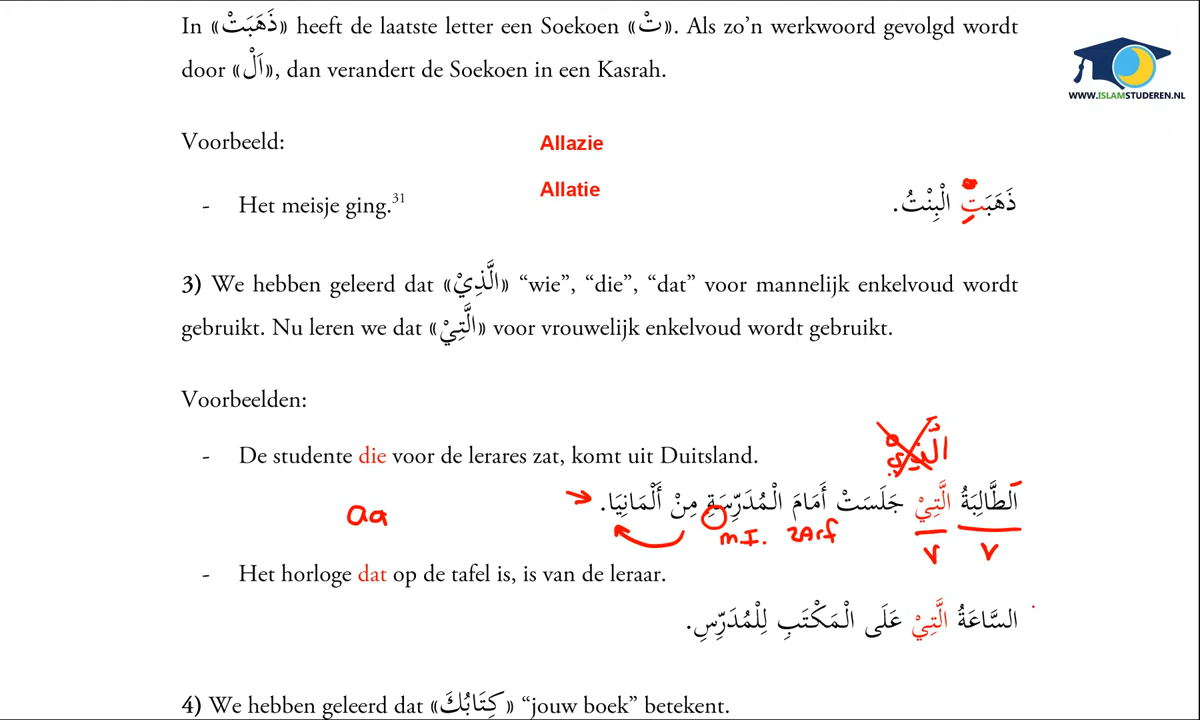 In «ذَهَبَتْ» heeft de laatste letter een Soekoen «تْ». Als zo’n werkwoord gevolgd wordt
door «اَلْ», dan verandert de Soekoen in een Kasrah.
WWW.ISLAMSTUDEREN.NL
Voorbeeld:
Allazie
Allatie
- Het meisje ging.31
ذَهَبَتِ الْبِنْتُ.
3) We hebben geleerd dat «الَّذِيْ» “wie”, “die”, “dat” voor mannelijk enkelvoud wordt
gebruikt. Nu leren we dat «الَّتِيْ» voor vrouwelijk enkelvoud wordt gebruikt.
Voorbeelden:
- De studente die voor de lerares zat, komt uit Duitsland.
اَلطَّالِبَةُ الَّتِيْ جَلَسَتْ أَمَامَ الْمُدَرِّسَةِ مِنْ أَلْمَانِيَا.
aa
m I. zarf v v
- Het horloge dat op de tafel is, is van de leraar.
السَّاعَةُ الَّتِيْ عَلَى الْمَكْتَبِ لِلْمُدَرِّسِ.
4) We hebben geleerd dat «كِتَابُكَ» “jouw boek” betekent.